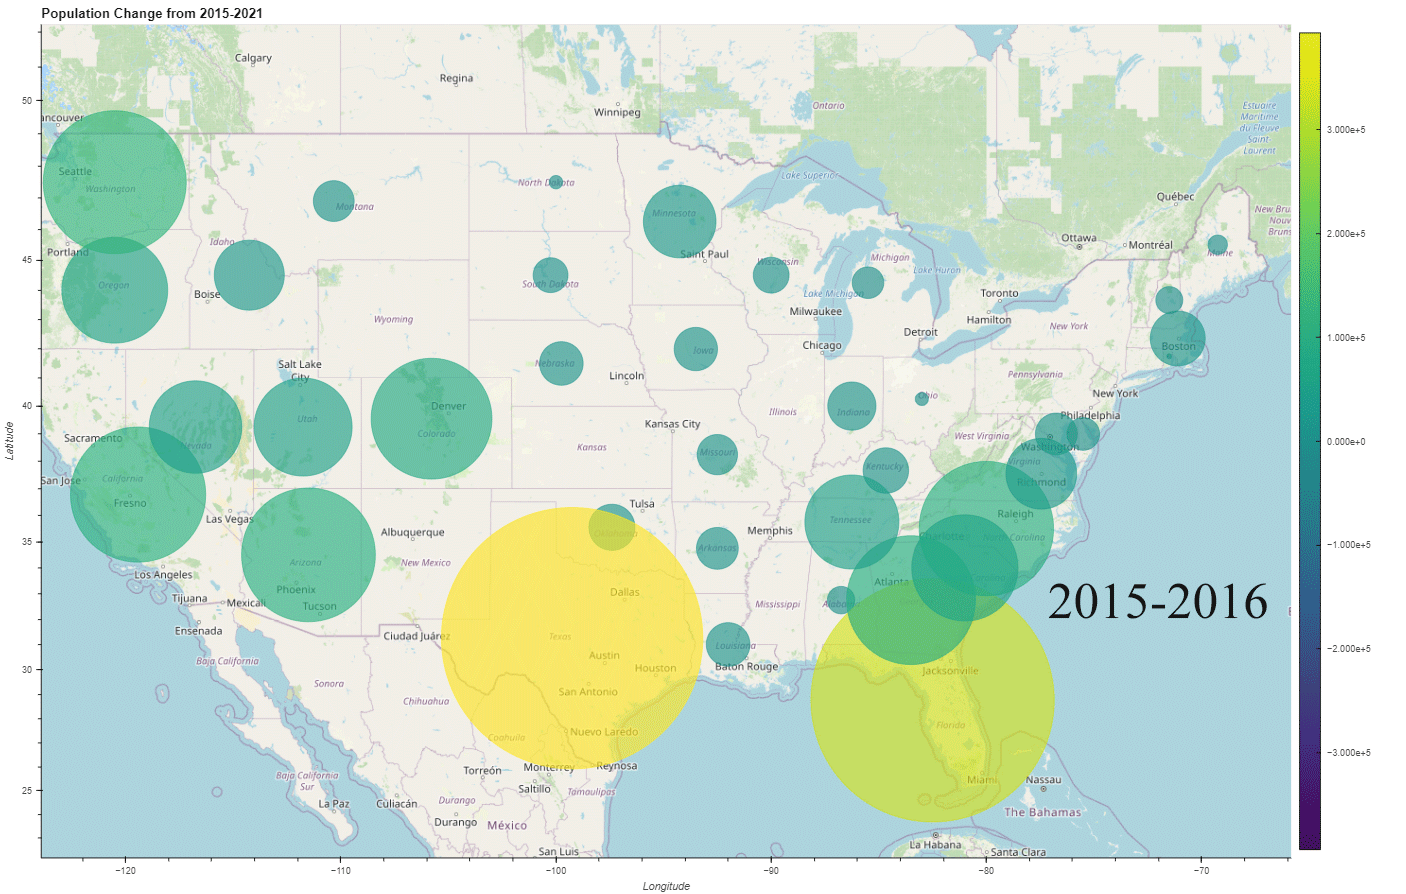 Population Change from 2015-2021
Calgary
Regina
Winnipeg
Ontario
Estuaire
Maritime
du Fleuve
Saint
Laurent
50
3.000e+5
ancouver
Seattle
Washington
Montana
North Dakota
Minnesota
Lake Superior
Québec
New Bru
Nouv
Bruns
2.000e+5
Portland
Idaho
45
Oregon
Boise
South Dakota
Saint Paul
Wisconsin
Michigan
Lake Huron
Lake Michigan
Ottawa
Montréal
Maine
Toronto
Hamilton
Wyoming
Milwaukee
Chicago
Detroit
New York
Boston
1.000e+5
Salt Lake
City
Nebraska
Iowa
Lincoln
Pennsylvania
New York
40
Denver
Colorado
Utah
Nevada
Sacramento
Kansas City
Illinois
Indiana
Ohio
Philadelphia
West Virginia
Washington
0.000e+0
Latitude
San Jose
California
Fresno
Las Vegas
Kansas
Missouri
Kentucky
Virginia
Richmond
Tulsa
Oklahoma
Tennessee
Raleigh
North Carolina
Charlotte
35
Albuquerque
Memphis
Arkansas
Los Angeles
Arizona
New Mexico
Phoenix
Tucson
Dallas
Mississippi
Alabama
Atlanta
Carolina
-1.000e+5
Tijuana
Mexicali
Ensenada
Ciudad Juárez
Texas
Austin
Houston
Louisiana
Baton Rouge
2015-2016
-2.000e+5
30
Baja California
Sonora
Chihuahua
San Antonio
Jacksonville
Coahuila
Nuevo Laredo
Florida
-3.000e+5
Torreón
Monterrey
Reynosa
Miami
Nassau
25
Baja California
Sur
La Paz
Culiacán
Durango
Durango
Saltillo
Tamaulipas
México
San Luis
The Bahamas
La Habana
Santa Clara
-120
-110
-100
-90
-80
-70
Longitude